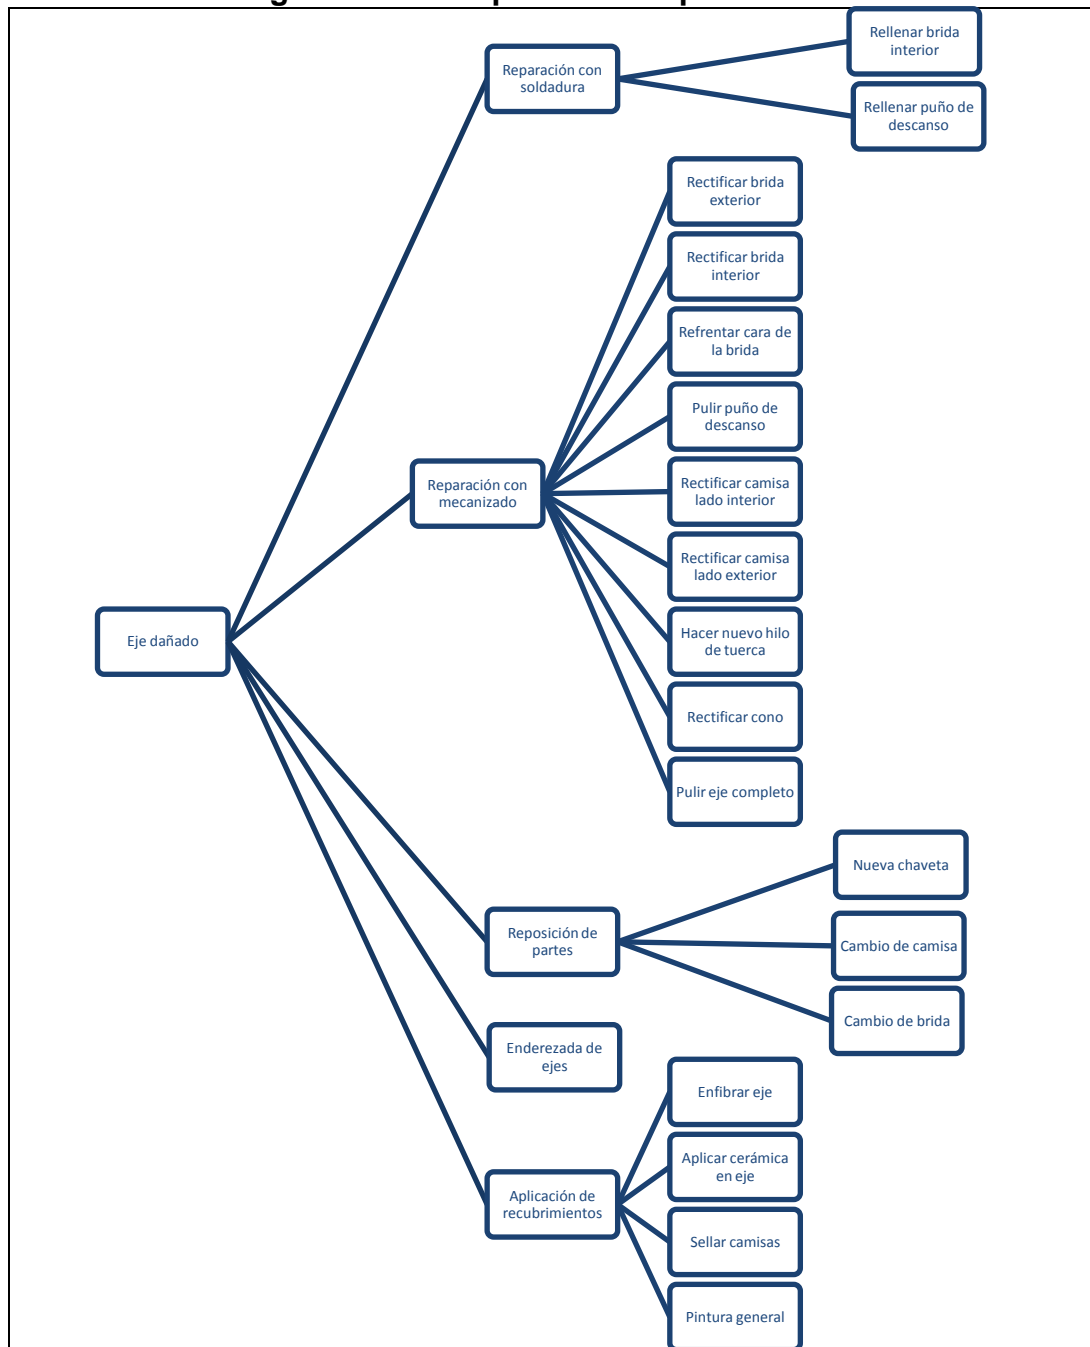 Rellenar brida
interior
Reparación con
soldadura
Rellenar puño de
descanso
Rectificar brida
exterior
Rectificar brida
interior
Refrentar cara de
la brida
Pulir puño de
descanso
Reparación con
mecanizado
Rectificar camisa
lado interior
Rectificar camisa
lado exterior
Eje dañado
Hacer nuevo hilo
de tuerca
Rectificar cono
Pulir eje completo
Nueva chaveta
Reposición de
partes
Cambio de camisa
Cambio de brida
Enderezada de
ejes
Enfibrar eje
Aplicar cerámica
en eje
Aplicación de
recubrimientos
Sellar camisas
Pintura general